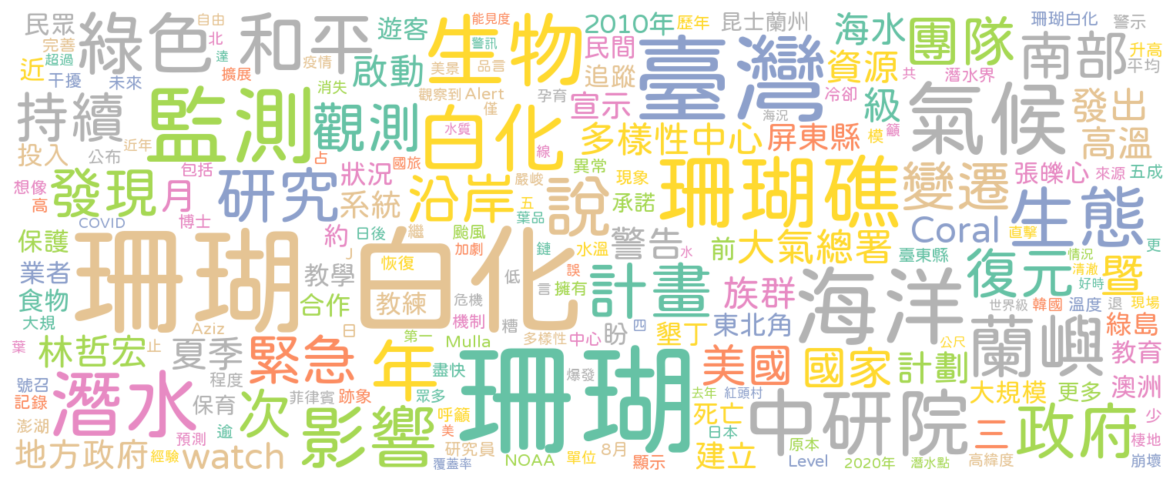 民眾 綠色和平 自由 北 達 疫情 遊客 能見度 警訊 2010年 歷年 昆士蘭州 海水 團隊 珊瑚白化 警示
完善 超過 近 干擾 未來 擴展 消失 啟動 美景 品言 生物 民間 追蹤 臺灣 資源 潛水界 共 南部 升高 平均
持續 監測 觀測 觀察到 Alert 孕育 僅 宣示 海況 冷卻 級 氣候 發出 高溫
投入 公布 近年 包括 占 國旅 白化 水質 線 多樣性中心 屏東縣 模 籲
想像 高 發現 月 博士 研究 狀況 系統 沿岸 嚴峻 五 葉品 說 異常 現象 承諾 珊瑚礁 變遷 張皪心 來源 五成
COVID 約 日後 繼 颱風 加劇 鏈 水溫 警告 水 前 大氣總署 臺東縣 Coral 直擊 生態 更
保護 業者 食物 大規 珊瑚白化 教學 合作 恢復 教練 低 危機 機制 糟 言 擁有 誤 計畫 族群 海洋 復元 情況 清澈 好時 暨
Aziz 日 第一 Mulla 多樣性 中心 盼 四 墾丁 東北角 世界級 韓國 溫度 退 現場 綠島
葉 林哲宏 止 夏季 緊急 年 盡快 珊瑚 爆發 美國 國家 計劃 公尺 蘭嶼 教育
號召 記錄 潛水 程度 保育 菲律賓 跡象 眾多 去年 紅頭村 大規模 更多 澳洲
澎湖 預測 逾 次 影響 呼籲 美 死亡 日本 中研院 原本 三 政府 少 棲地
地方政府 經驗 watch 研究員 覆蓋率 NOAA 單位 8月 顯示 建立 Level 2020年 潛水點 高緯度 崩壞